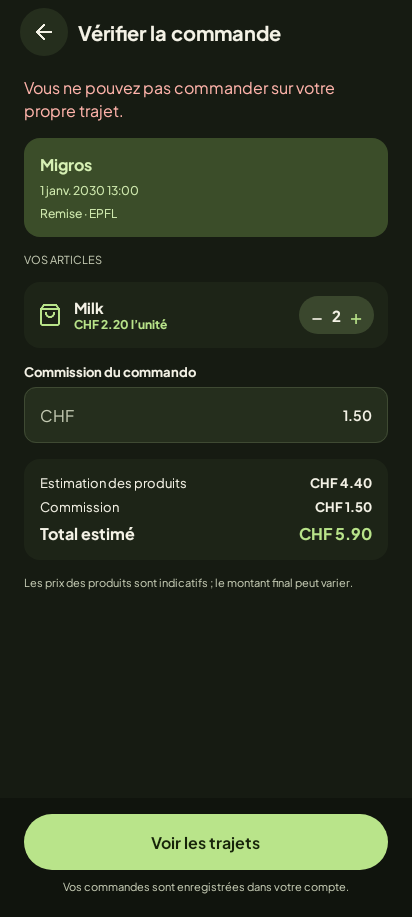 Vérifier la commande
Vous ne pouvez pas commander sur votre
propre trajet.
Migros
1 janv. 2030 13:00
Remise · EPFL
VOS ARTICLES
Milk
CHF 2.20 l'unité
− 2 +
Commission du commando
CHF 1.50
Estimation des produits CHF 4.40
Commission CHF 1.50
Total estimé CHF 5.90
Les prix des produits sont indicatifs ; le montant final peut varier.
Voir les trajets
Vos commandes sont enregistrées dans votre compte.